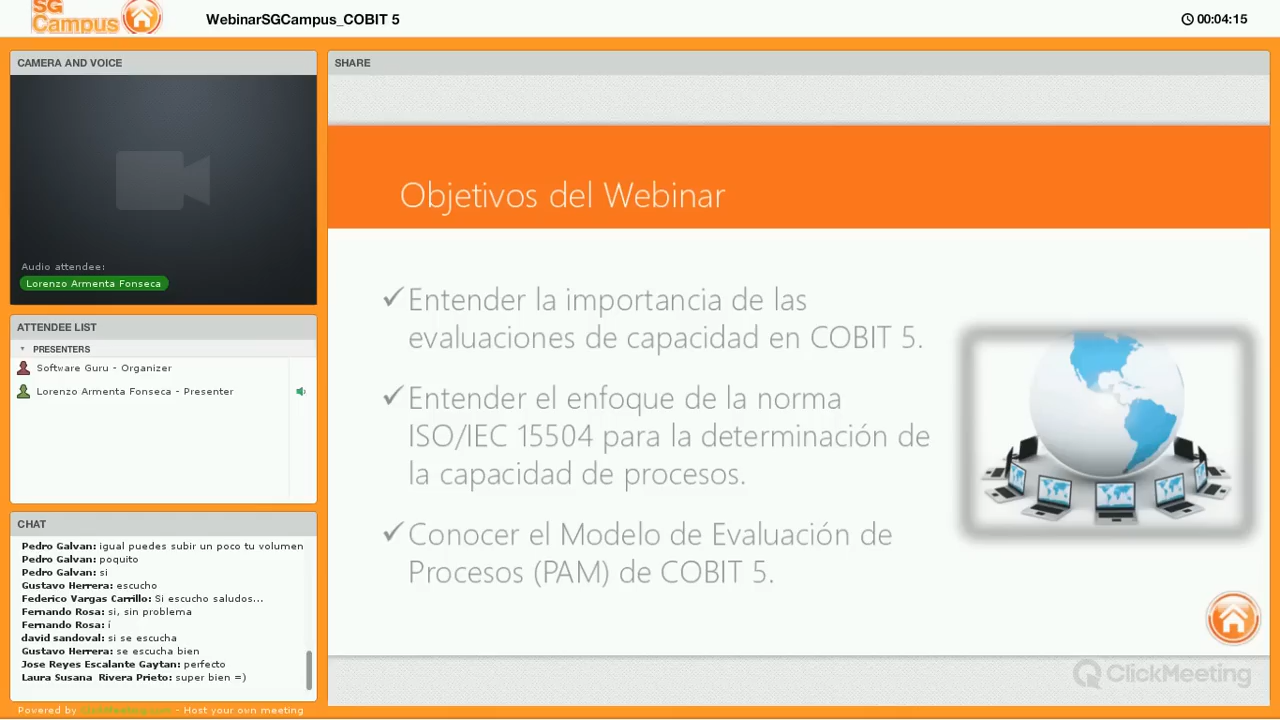 SG
Campus
WebinarSGCampus_COBIT 5
00:04:15
CAMERA AND VOICE
Audio attendee:
Lorenzo Armenta Fonseca
ATTENDEE LIST
PRESENTERS
Software Guru - Organizer
Lorenzo Armenta Fonseca - Presenter
CHAT
Pedro Galvan: igual puedes subir un poco tu volumen
Pedro Galvan: poquito
Pedro Galvan: si
Gustavo Herrera: escucho
Federico Vargas Carrillo: Si escucho saludos...
Fernando Rosa: si, sin problema
Fernando Rosa: í
david sandoval: si se escucha
Gustavo Herrera: se escucha bien
Jose Reyes Escalante Gaytan: perfecto
Laura Susana Rivera Prieto: super bien =)
Powered by ClickMeeting.com - Host your own meeting
SHARE
Objetivos del Webinar
✓ Entender la importancia de las
evaluaciones de capacidad en COBIT 5.
✓ Entender el enfoque de la norma
ISO/IEC 15504 para la determinación de
la capacidad de procesos.
✓ Conocer el Modelo de Evaluación de
Procesos (PAM) de COBIT 5.
ClickMeeting